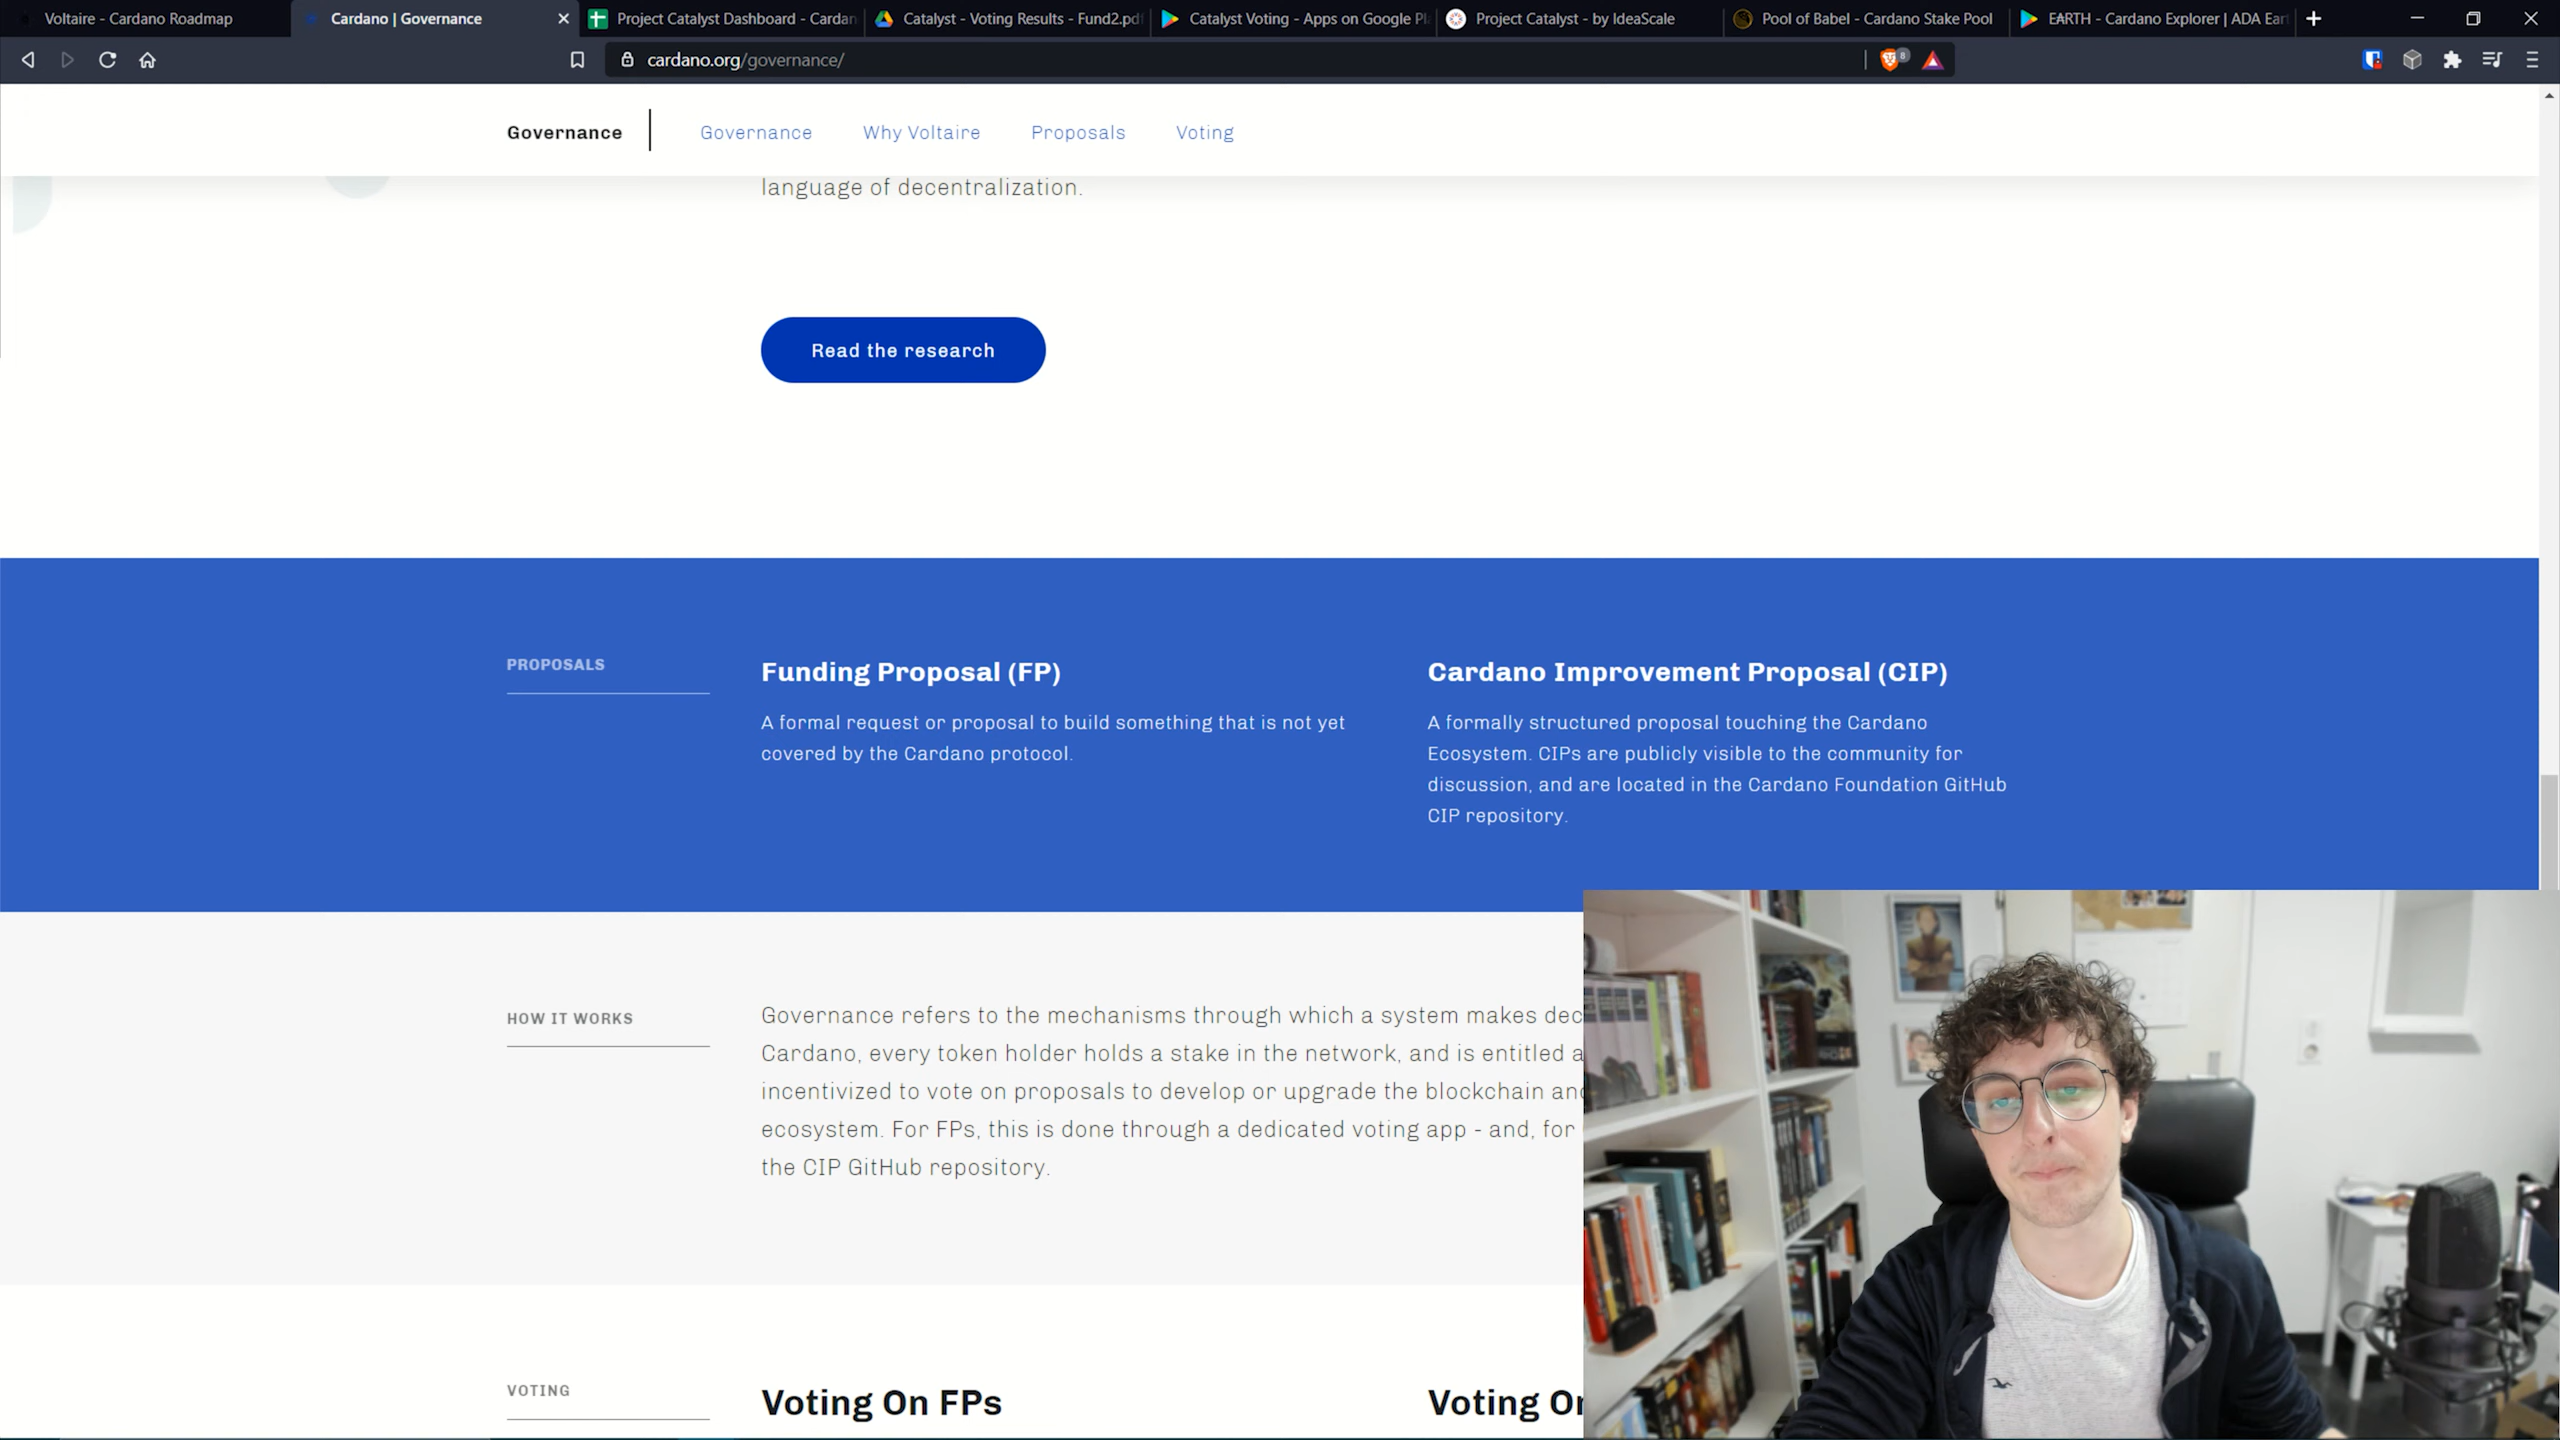 Voltaire - Cardano Roadmap
Cardano | Governance
Project Catalyst Dashboard - Cardan
Catalyst - Voting Results - Fund2.pdf
Catalyst Voting - Apps on Google Pl
Project Catalyst - by IdeaScale
Pool of Babel - Cardano Stake Pool
EARTH - Cardano Explorer | ADA Eart
cardano.org/governance/
8
Governance
Governance
Why Voltaire
Proposals
Voting
language of decentralization.
Read the research
PROPOSALS
Funding Proposal (FP)
A formal request or proposal to build something that is not yet
covered by the Cardano protocol.
Cardano Improvement Proposal (CIP)
A formally structured proposal touching the Cardano
Ecosystem. CIPs are publicly visible to the community for
discussion, and are located in the Cardano Foundation GitHub
CIP repository.
HOW IT WORKS
Governance refers to the mechanisms through which a system makes dec
Cardano, every token holder holds a stake in the network, and is entitled a
incentivized to vote on proposals to develop or upgrade the blockchain and
ecosystem. For FPs, this is done through a dedicated voting app - and, for
the CIP GitHub repository.
VOTING
Voting On FPs
Voting On